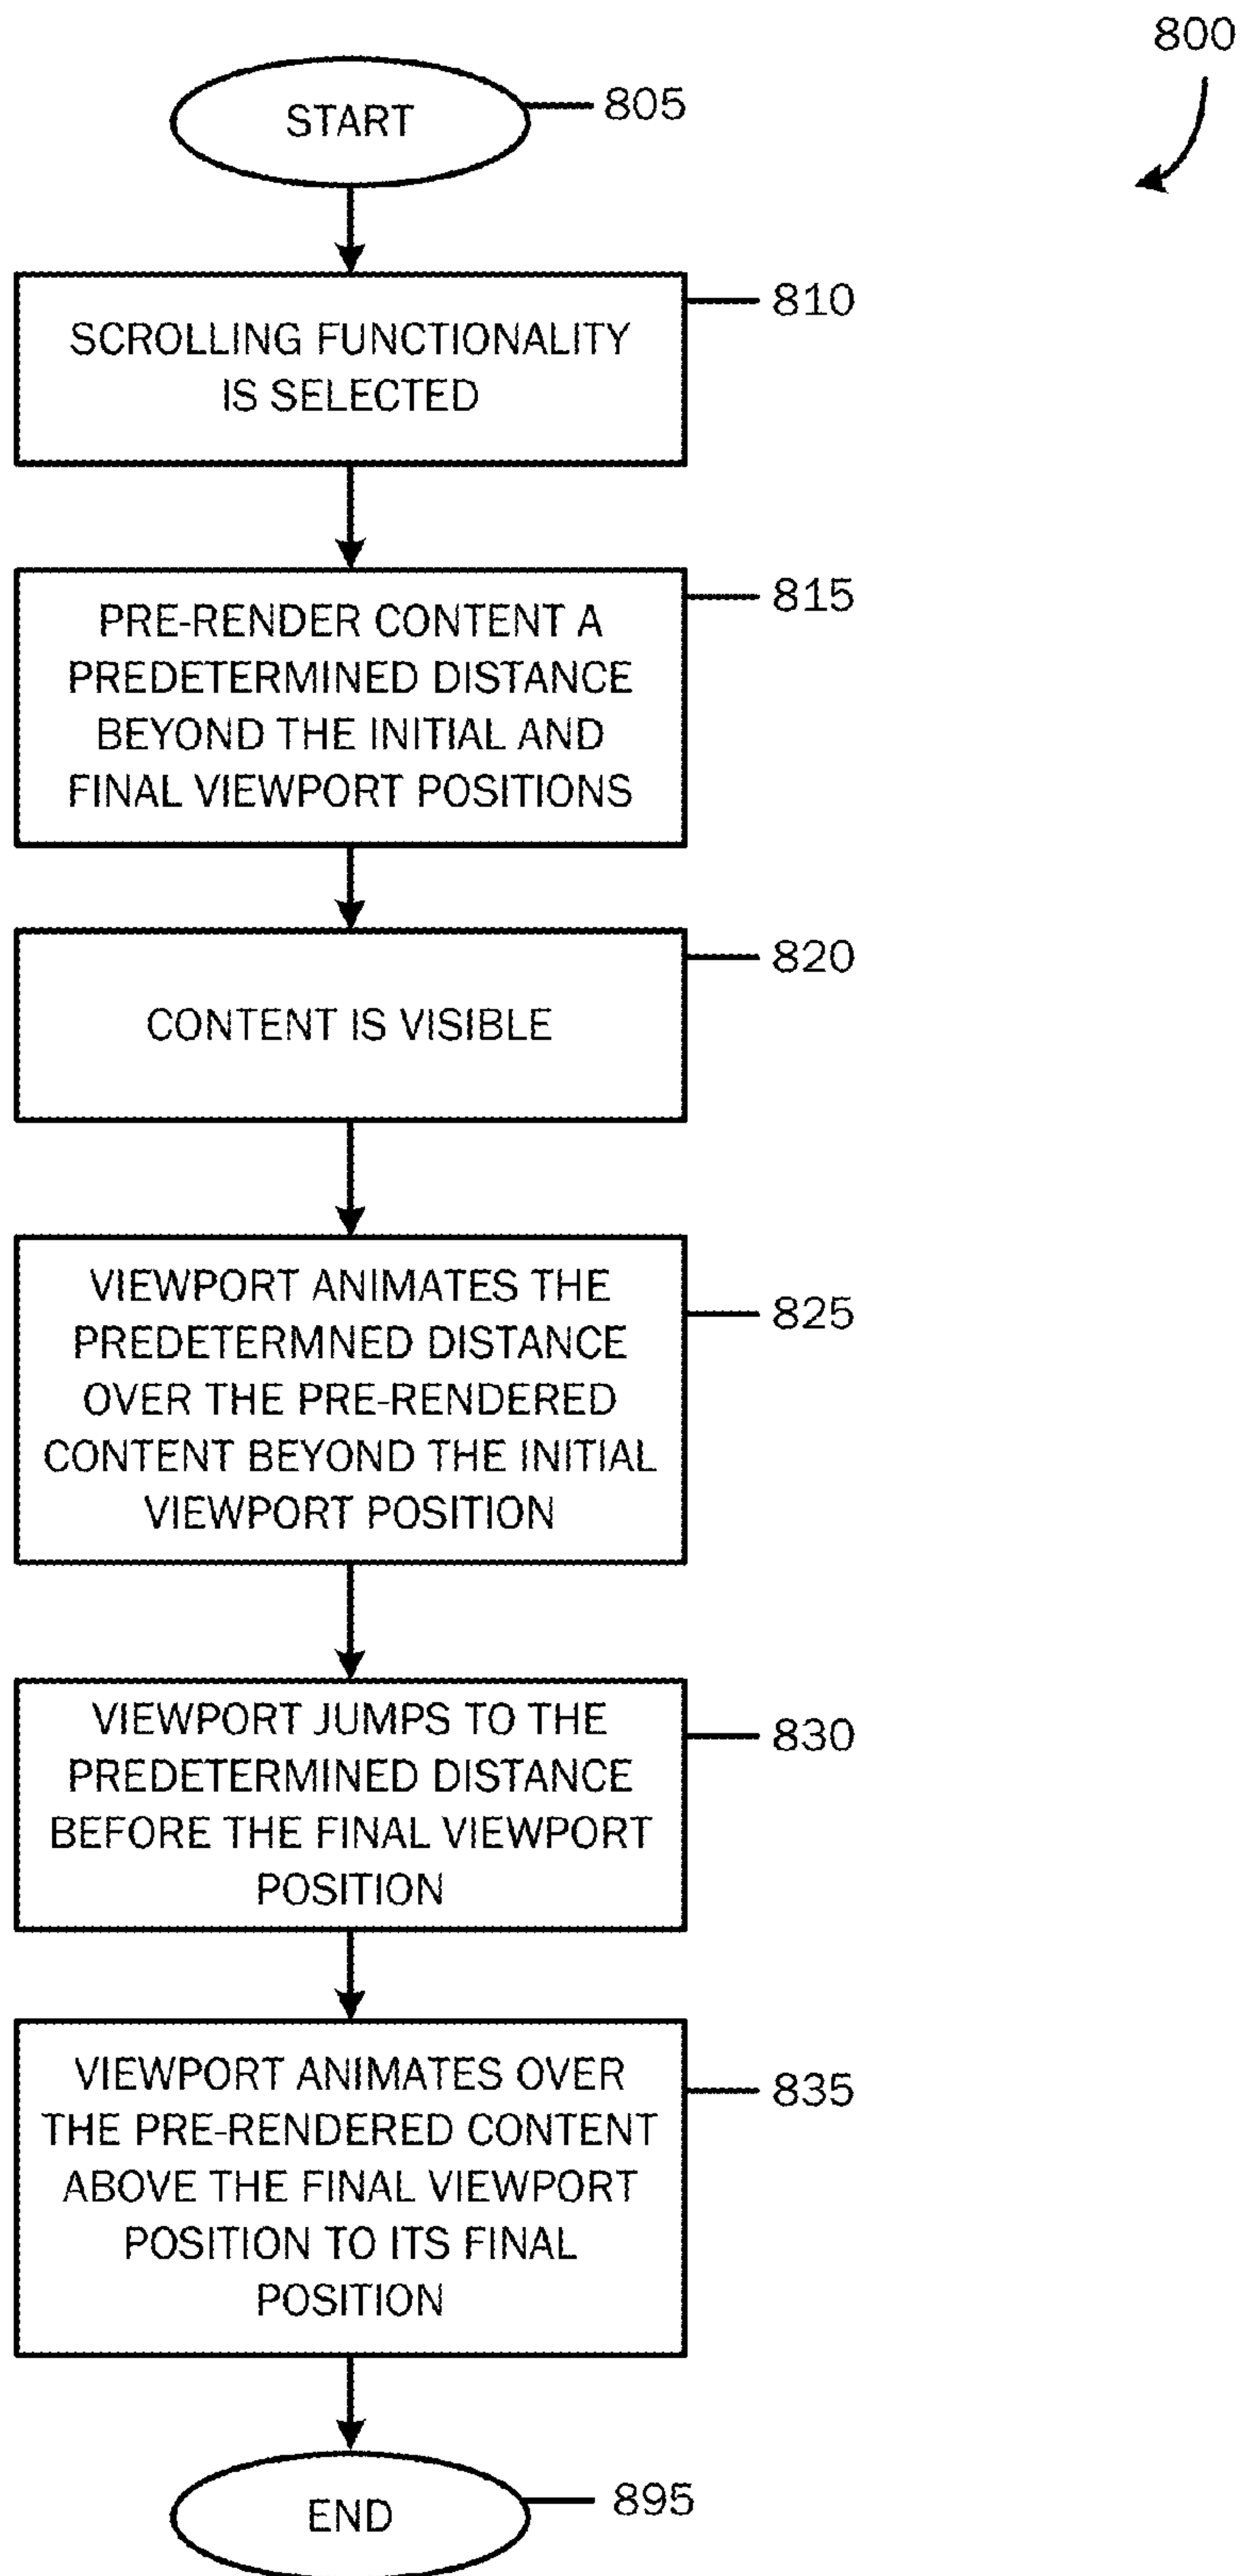 800
START
805
SCROLLING FUNCTIONALITY
IS SELECTED
810
PRE-RENDER CONTENT A
PREDETERMINED DISTANCE
BEYOND THE INITIAL AND
FINAL VIEWPORT POSITIONS
815
CONTENT IS VISIBLE
820
VIEWPORT ANIMATES THE
PREDETERMNED DISTANCE
OVER THE PRE-RENDERED
CONTENT BEYOND THE INITIAL
VIEWPORT POSITION
825
VIEWPORT JUMPS TO THE
PREDETERMINED DISTANCE
BEFORE THE FINAL VIEWPORT
POSITION
830
VIEWPORT ANIMATES OVER
THE PRE-RENDERED CONTENT
ABOVE THE FINAL VIEWPORT
POSITION TO ITS FINAL
POSITION
835
END
895